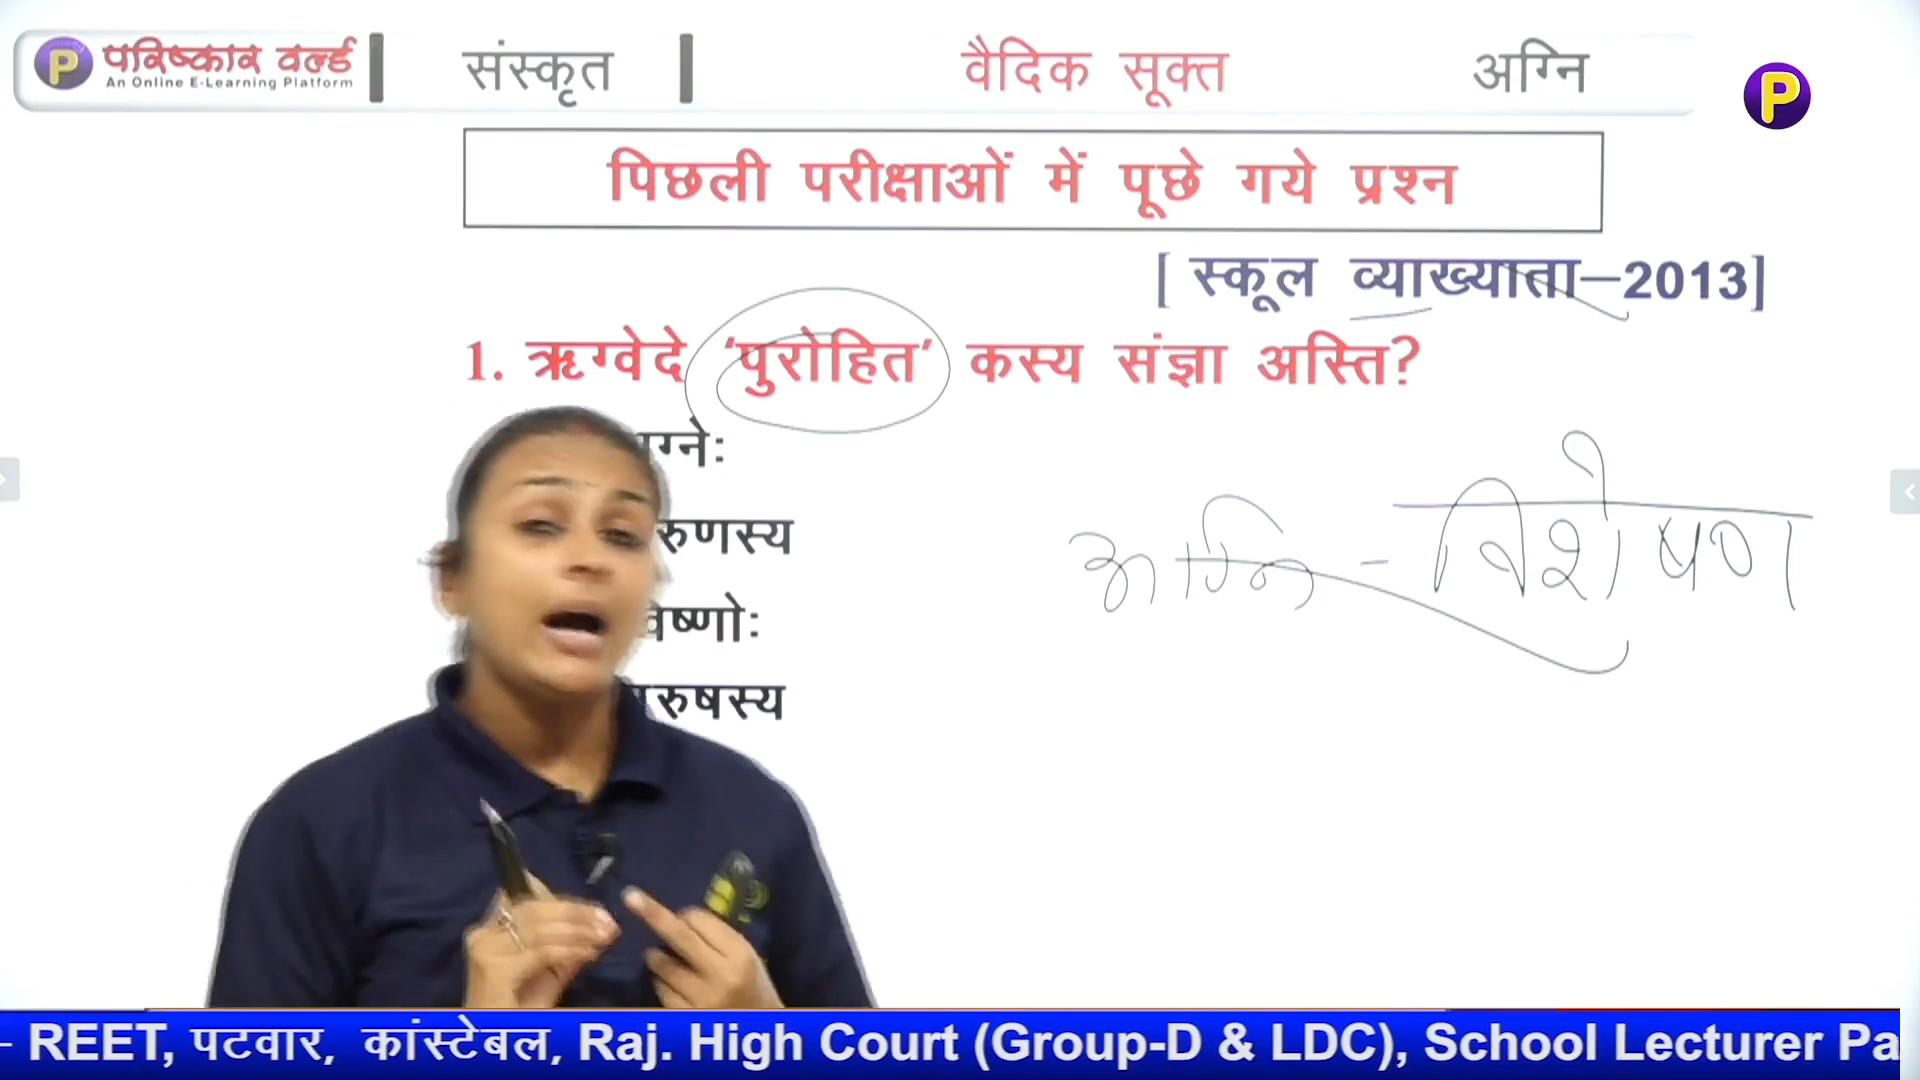 परिष्कार वर्ल्ड
An Online E-Learning Platform
संस्कृत
वैदिक सूक्त
अग्नि
P
पिछली परीक्षाओं में पूछे गये प्रश्न
[ स्कूल व्याख्याता–2013]
1. ऋग्वेदे ‘पुरोहित’ कस्य संज्ञा अस्ति?
ग्नेः
रुणस्य
अग्नि - विशेषण
विष्णोः
रुषस्य
- REET, पटवार, कांस्टेबल, Raj. High Court (Group-D & LDC), School Lecturer Pa